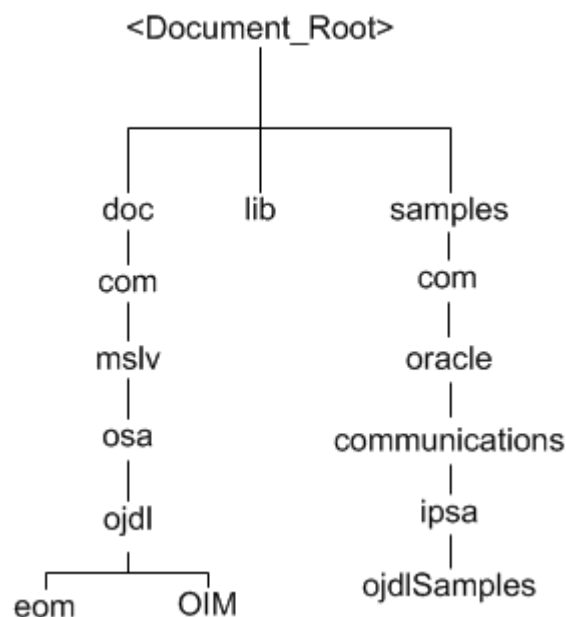 <Document_Root>
doc lib samples
com com
mslv oracle
osa communications
ojdl ipsa
eom OIM ojdlSamples